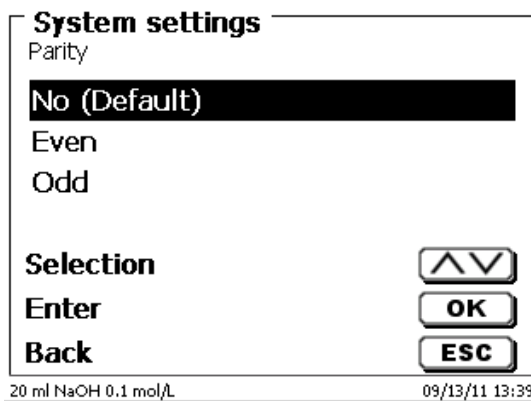 System settings
Parity
No (Default)
Even
Odd
Selection
Enter OK
Back ESC
20 ml NaOH 0.1 mol/L 09/13/11 13:39